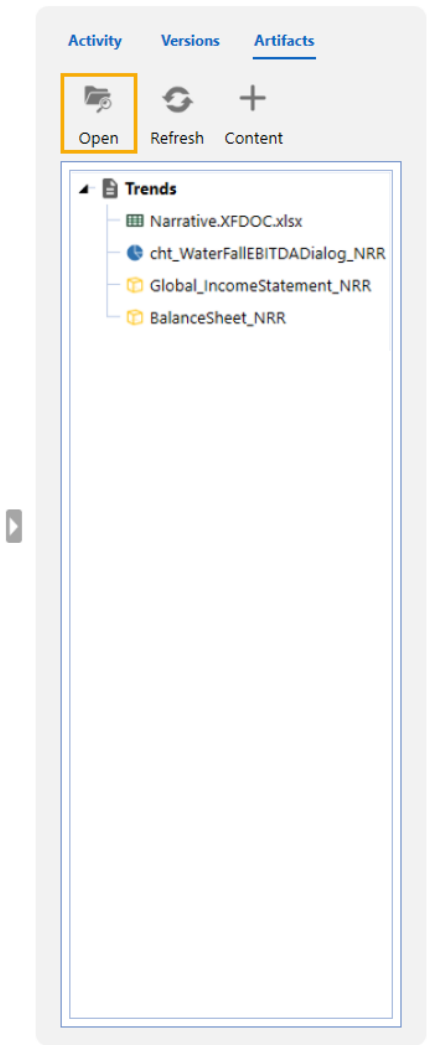 Activity Versions Artifacts
Open Refresh Content
Trends
Narrative.XFDOC.xlsx
cht_WaterFallEBITDADialog_NRR
Global_IncomeStatement_NRR
BalanceSheet_NRR